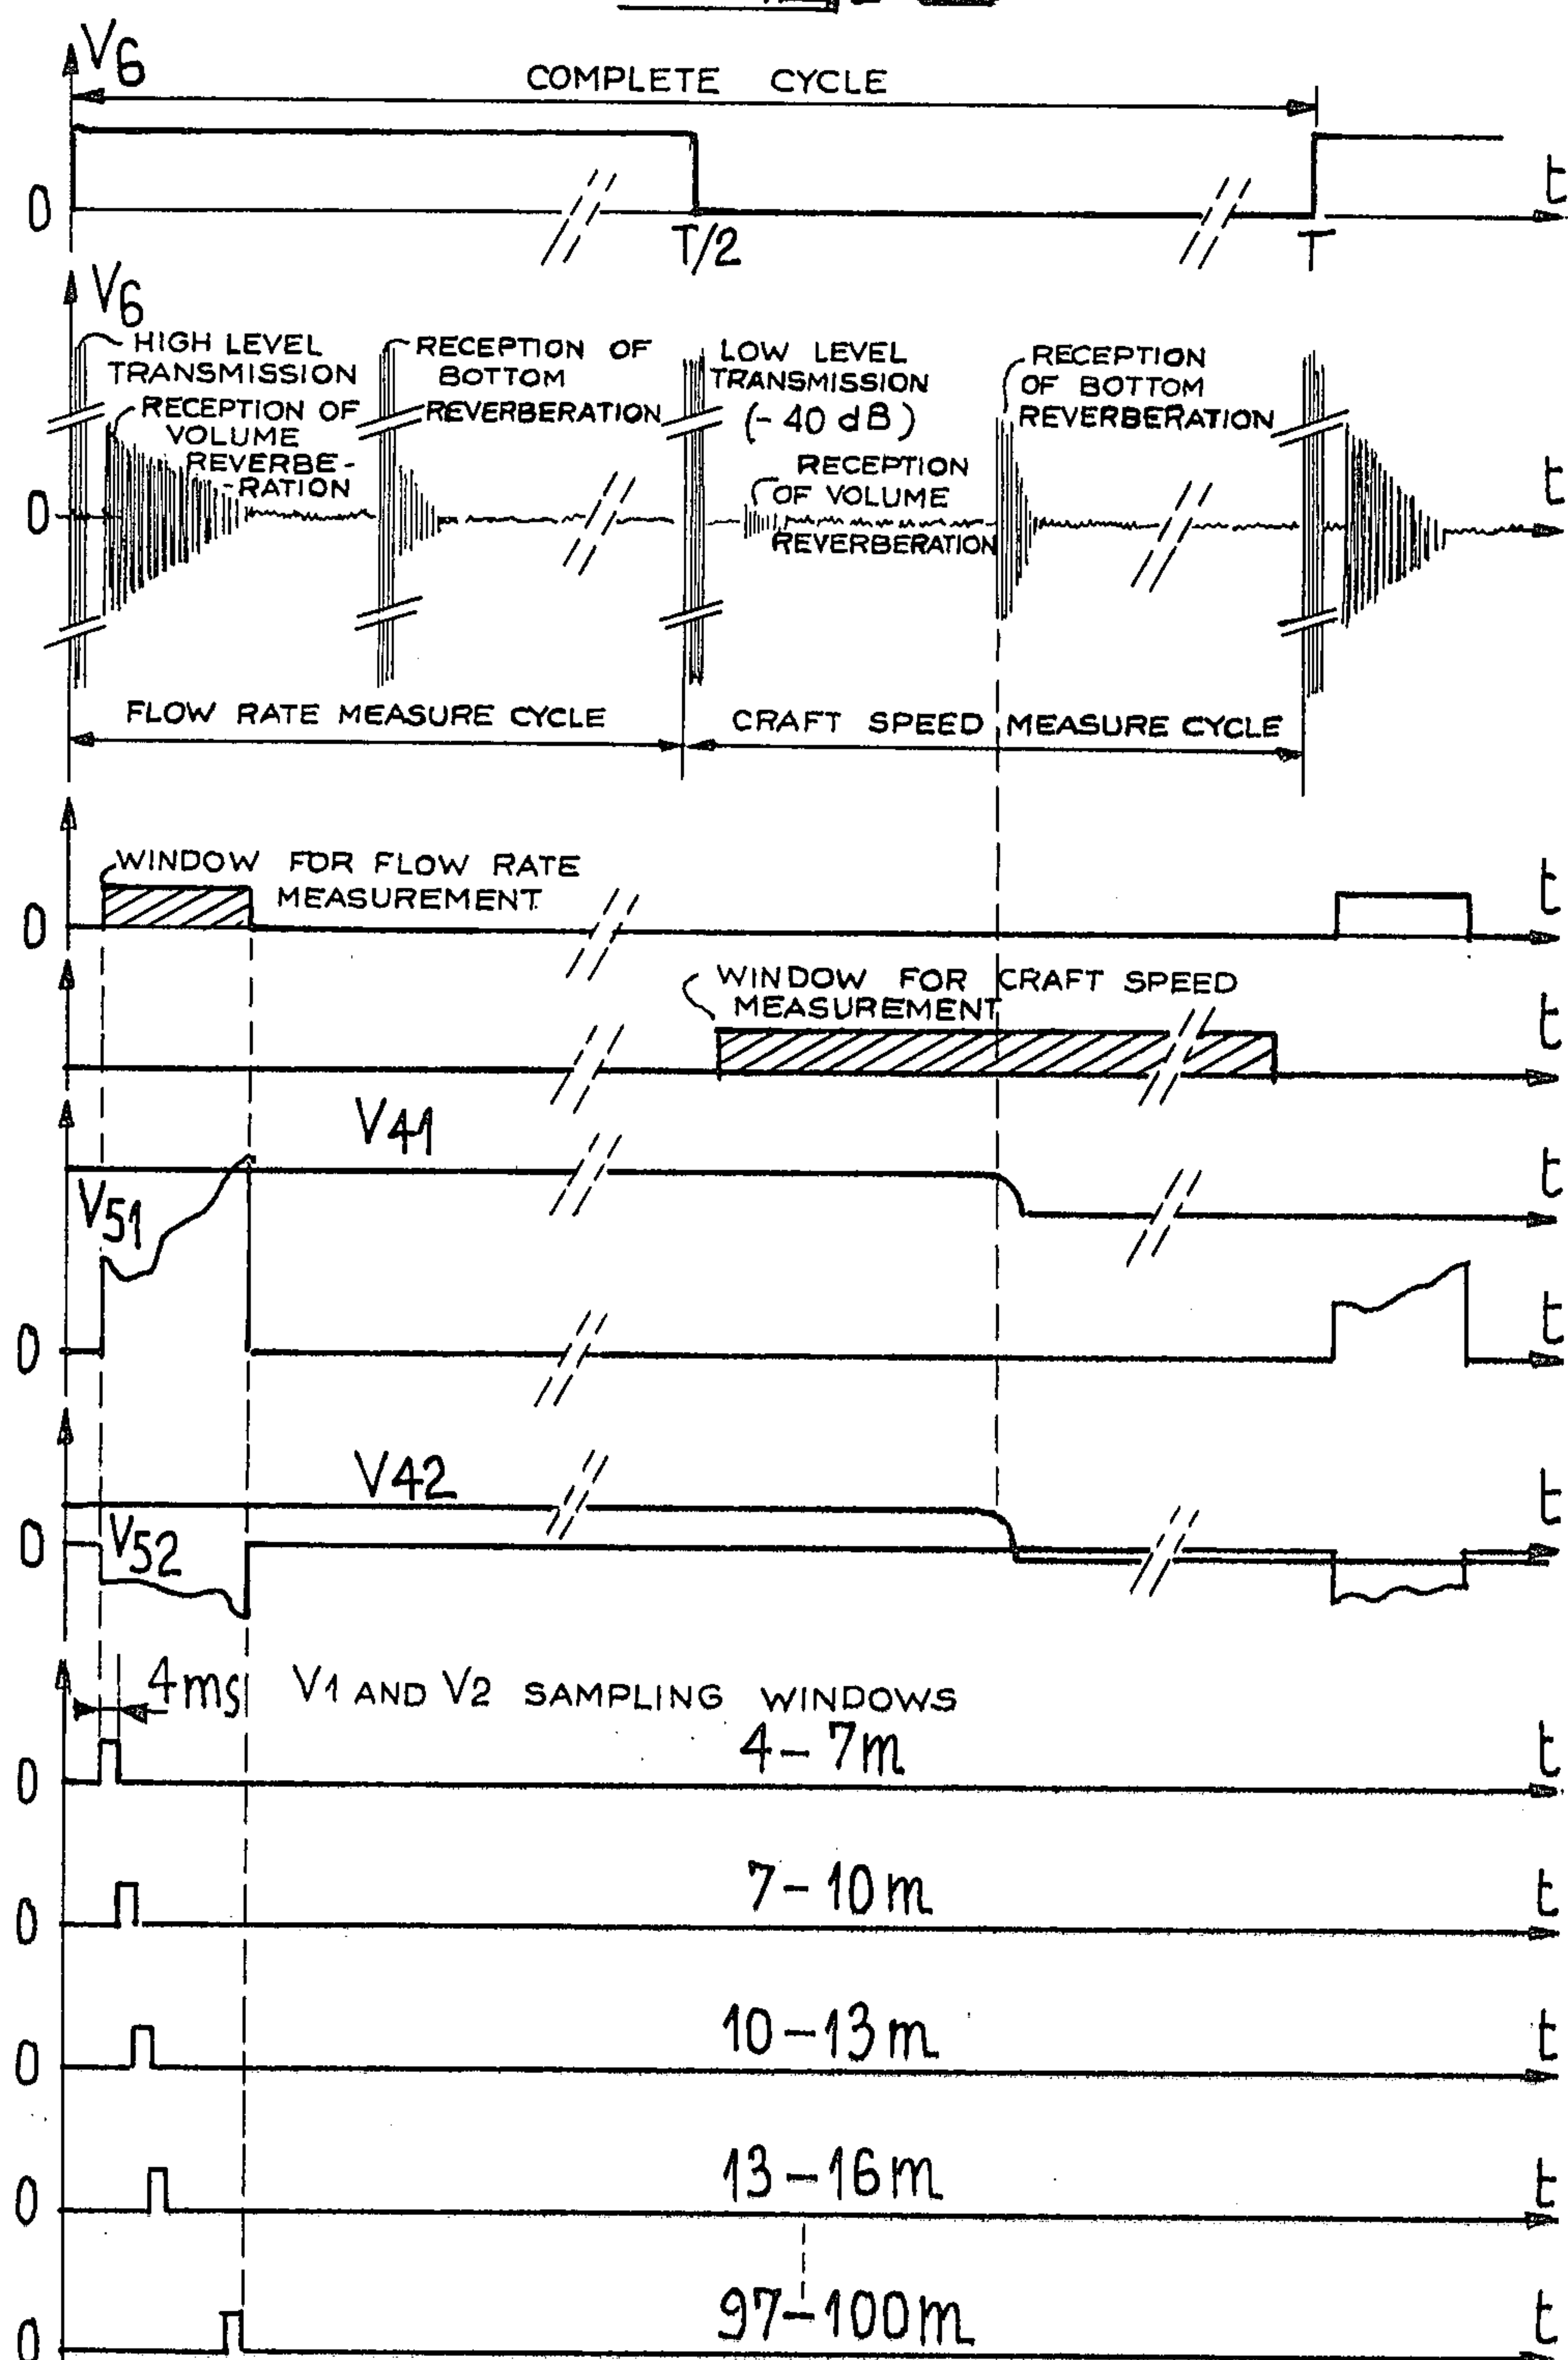 V6
COMPLETE CYCLE
0
t
T/2
T
V6
HIGH LEVEL
TRANSMISSION
RECEPTION OF
VOLUME
REVERBE-
-RATION
RECEPTION OF
BOTTOM
REVERBERATION
LOW LEVEL
TRANSMISSION
(-40 dB)
RECEPTION
OF VOLUME
REVERBERATION
RECEPTION
OF BOTTOM
REVERBERATION
0
t
FLOW RATE MEASURE CYCLE
CRAFT SPEED MEASURE CYCLE
WINDOW FOR FLOW RATE
MEASUREMENT
0
t
WINDOW FOR CRAFT SPEED
MEASUREMENT
t
V41
t
V51
0
t
V42
0
t
V52
4ms
V1 AND V2 SAMPLING WINDOWS
4-7m
0
t
7-10m
0
t
10-13m
0
t
13-16m
0
t
97-100m
0
t